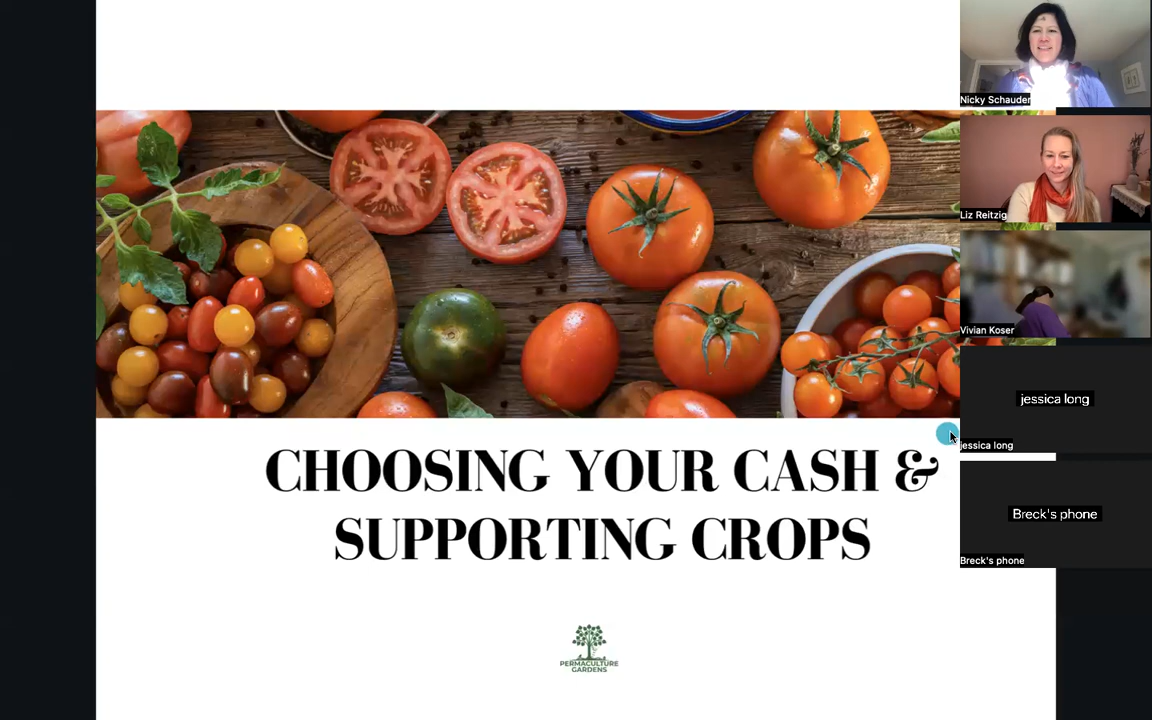 CHOOSING YOUR CASH &
SUPPORTING CROPS
PERMACULTURE
GARDENS
Nicky Schauder
Liz Reitzig
Vivian Koser
jessica long
jessica long
Breck's phone
Breck's phone